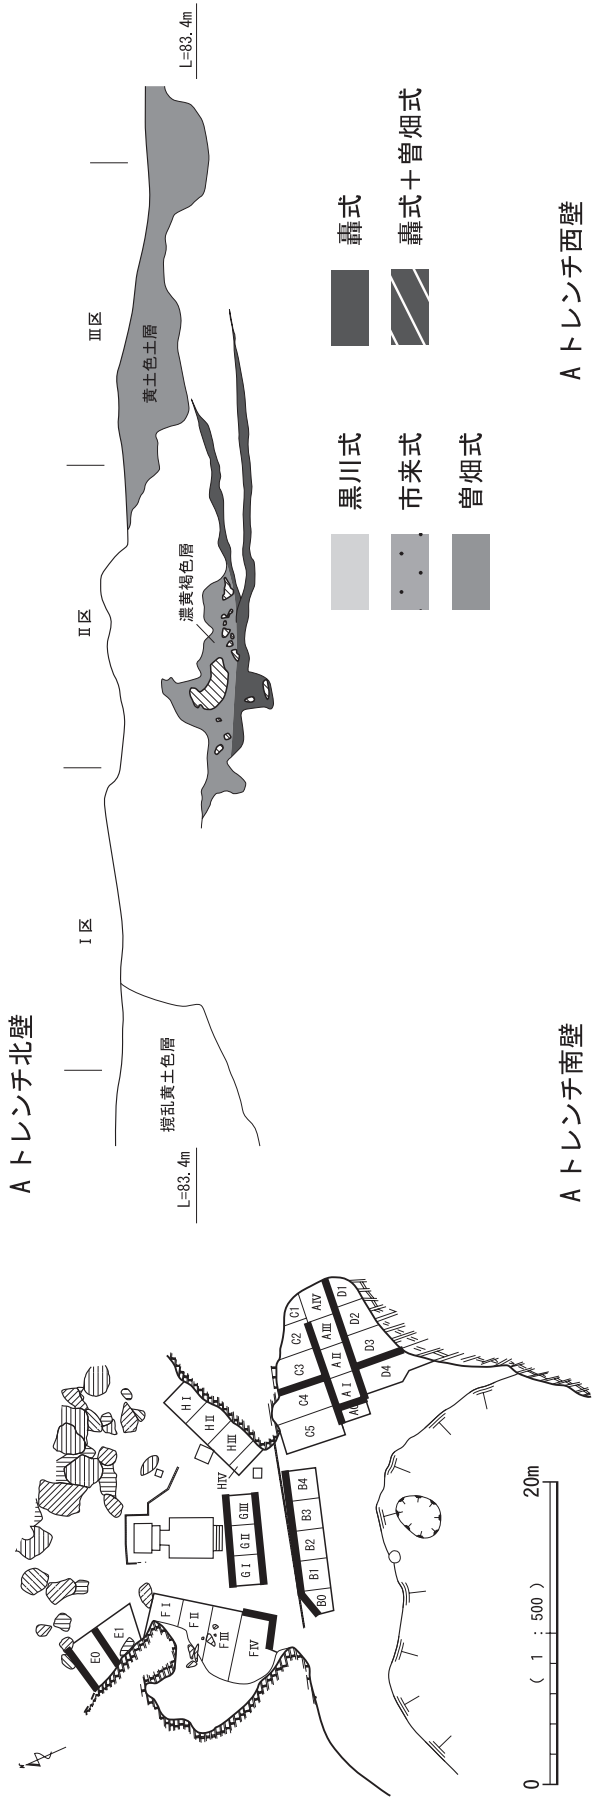 Aトレンチ北壁
L=83.4m
L=83.4m
Ⅰ区
Ⅱ区
Ⅲ区
攪乱黄土色層
濃黄褐色層
黄土色土層
黒川式
市来式
曽畑式
轟式
轟式＋曽畑式
Aトレンチ南壁
Aトレンチ西壁
E0
E1
FⅠ
FⅡ
FⅢ
FⅣ
GⅠ
GⅡ
GⅢ
HⅠ
HⅡ
HⅢ
HⅣ
B0
B1
B2
B3
B4
C5
C4
C3
C2
C1
AⅠ
AⅡ
AⅢ
AⅣ
D4
D3
D2
D1
0
( 1 : 500 )
20m